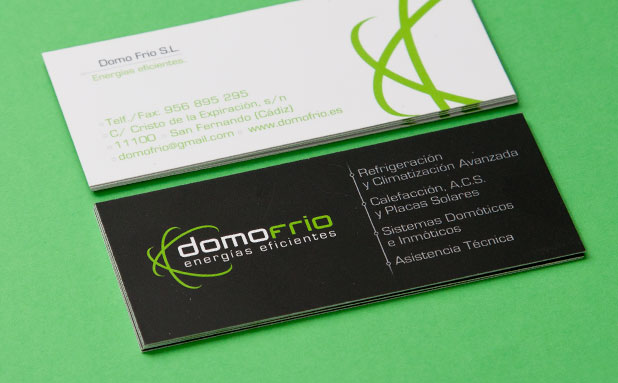 Domo Frio S.L.
Energías eficientes.
Telf./Fax: 956 895 295
C/ Cristo de la Expiración, s/n
11100 San Fernando (Cádiz)
domofrio@gmail.com www.domofrio.es
domofrio
energías eficientes
Refrigeración
y Climatización Avanzada
Calefacción, A.C.S.
y Placas Solares
Sistemas Domóticos
e Inmóticos
Asistencia Técnica